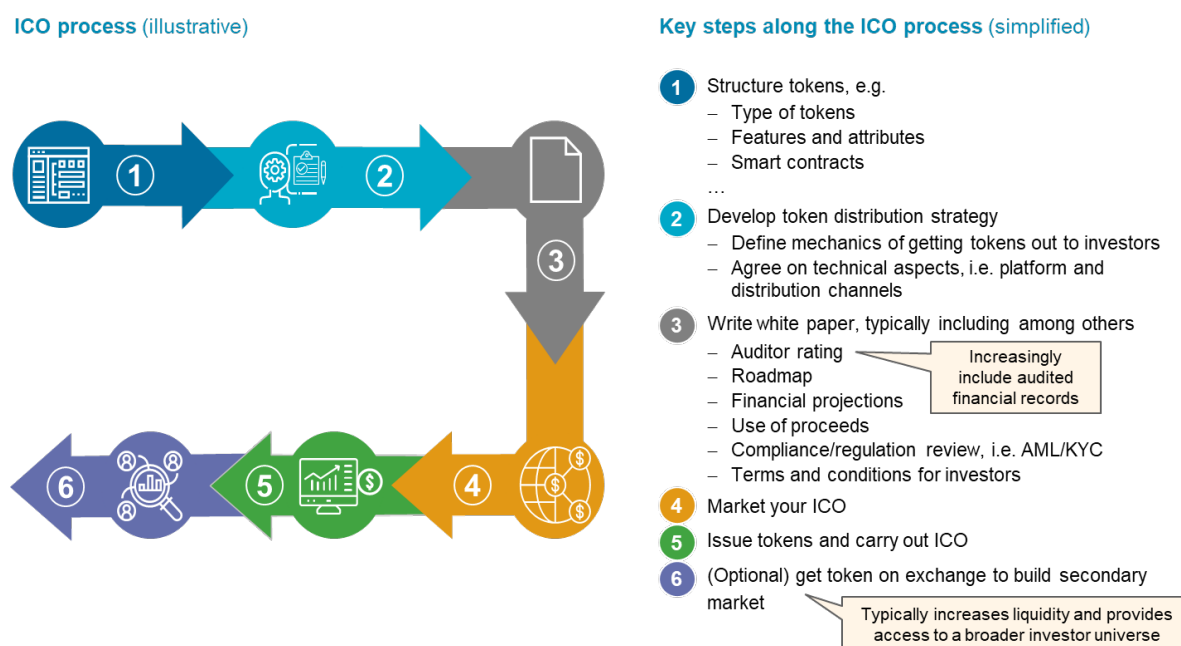 ICO process (illustrative)
1
2
3
4
5
6
Key steps along the ICO process (simplified)
1 Structure tokens, e.g.
– Type of tokens
– Features and attributes
– Smart contracts
…
2 Develop token distribution strategy
– Define mechanics of getting tokens out to investors
– Agree on technical aspects, i.e. platform and
distribution channels
3 Write white paper, typically including among others
– Auditor rating
– Roadmap
– Financial projections
– Use of proceeds
– Compliance/regulation review, i.e. AML/KYC
– Terms and conditions for investors
Increasingly
include audited
financial records
4 Market your ICO
5 Issue tokens and carry out ICO
6 (Optional) get token on exchange to build secondary
market
Typically increases liquidity and provides
access to a broader investor universe